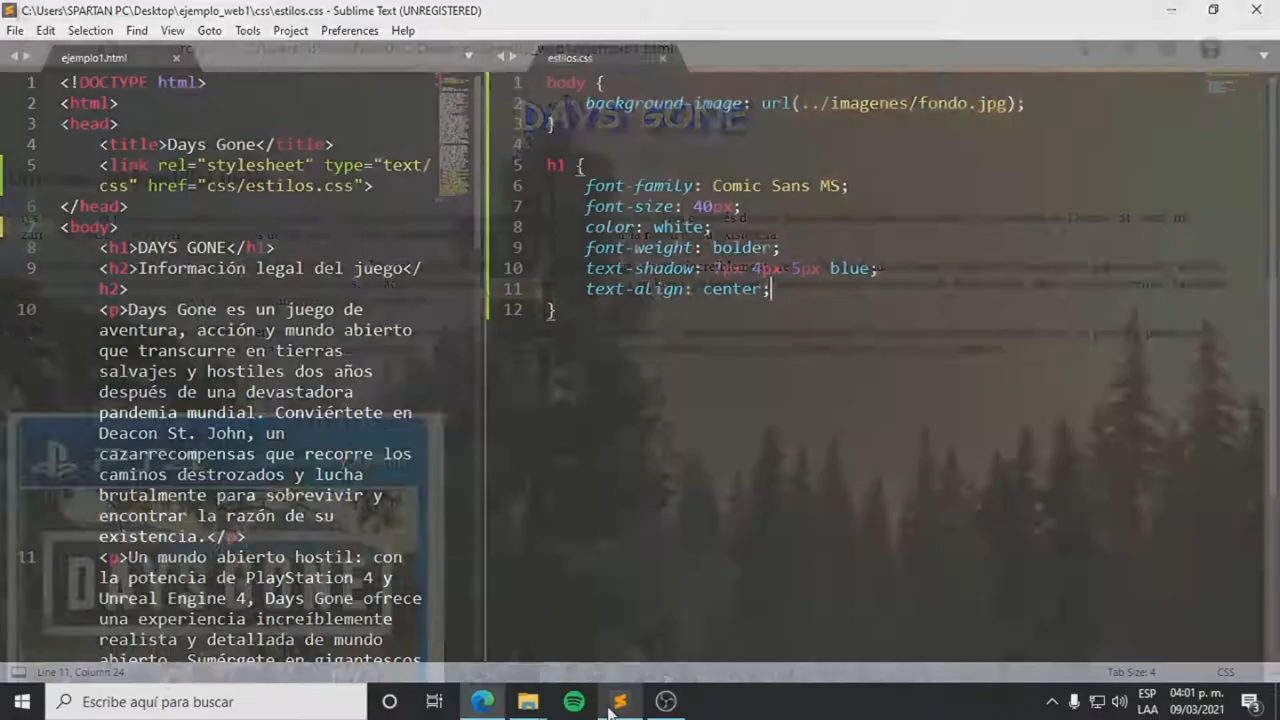 C:\Users\SPARTAN PC\Desktop\ejemplo_web1\css\estilos.css - Sublime Text (UNREGISTERED)
File Edit Selection Find View Goto Tools Project Preferences Help
ejemplo1.html
estilos.css
1 <!DOCTYPE html>
2 <html>
3 <head>
4 <title>Days Gone</title>
5 <link rel="stylesheet" type="text/
css" href="css/estilos.css">
6 </head>
7 <body>
8 <h1>DAYS GONE</h1>
9 <h2>Información legal del juego</
h2>
10 <p>Days Gone es un juego de
aventura, acción y mundo abierto
que transcurre en tierras
salvajes y hostiles dos años
después de una devastadora
pandemia mundial. Conviértete en
Deacon St. John, un
cazarrecompensas que recorre los
caminos destrozados y lucha
brutalmente para sobrevivir y
encontrar la razón de su
existencia.</p>
11 <p>Un mundo abierto hostil: con
la potencia de PlayStation 4 y
Unreal Engine 4, Days Gone ofrece
una experiencia increíblemente
realista y detallada de mundo
abierto. Sumérgete en gigantescos
1 body {
2 background-image: url(../imagenes/fondo.jpg);
3 }
4
5 h1 {
6 font-family: Comic Sans MS;
7 font-size: 40px;
8 color: white;
9 font-weight: bolder;
10 text-shadow: 7px 4px 5px blue;
11 text-align: center;
12 }
DAYS GONE
DAYS GONE
Line 11, Column 24
Tab Size: 4
CSS
Escribe aquí para buscar
ESP
LAA
04:01 p. m.
09/03/2021
3